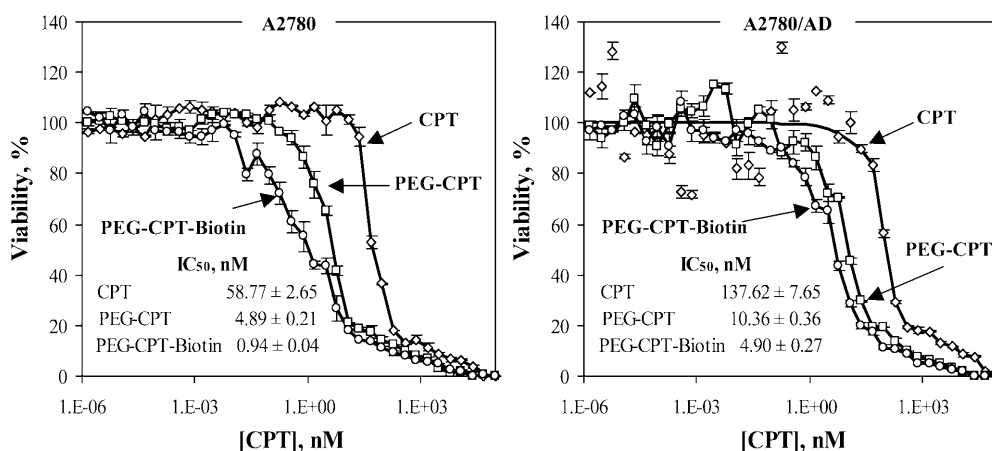 A2780
140
120
100
80
60
40
20
0
Viability, %
CPT
PEG-CPT
PEG-CPT-Biotin
IC50, nM
CPT 58.77 ± 2.65
PEG-CPT 4.89 ± 0.21
PEG-CPT-Biotin 0.94 ± 0.04
1.E-06 1.E-03 1.E+00 1.E+03
[CPT], nM
A2780/AD
140
120
100
80
60
40
20
0
Viability, %
CPT
PEG-CPT-Biotin
PEG-CPT
IC50, nM
CPT 137.62 ± 7.65
PEG-CPT 10.36 ± 0.36
PEG-CPT-Biotin 4.90 ± 0.27
1.E-06 1.E-03 1.E+00 1.E+03
[CPT], nM